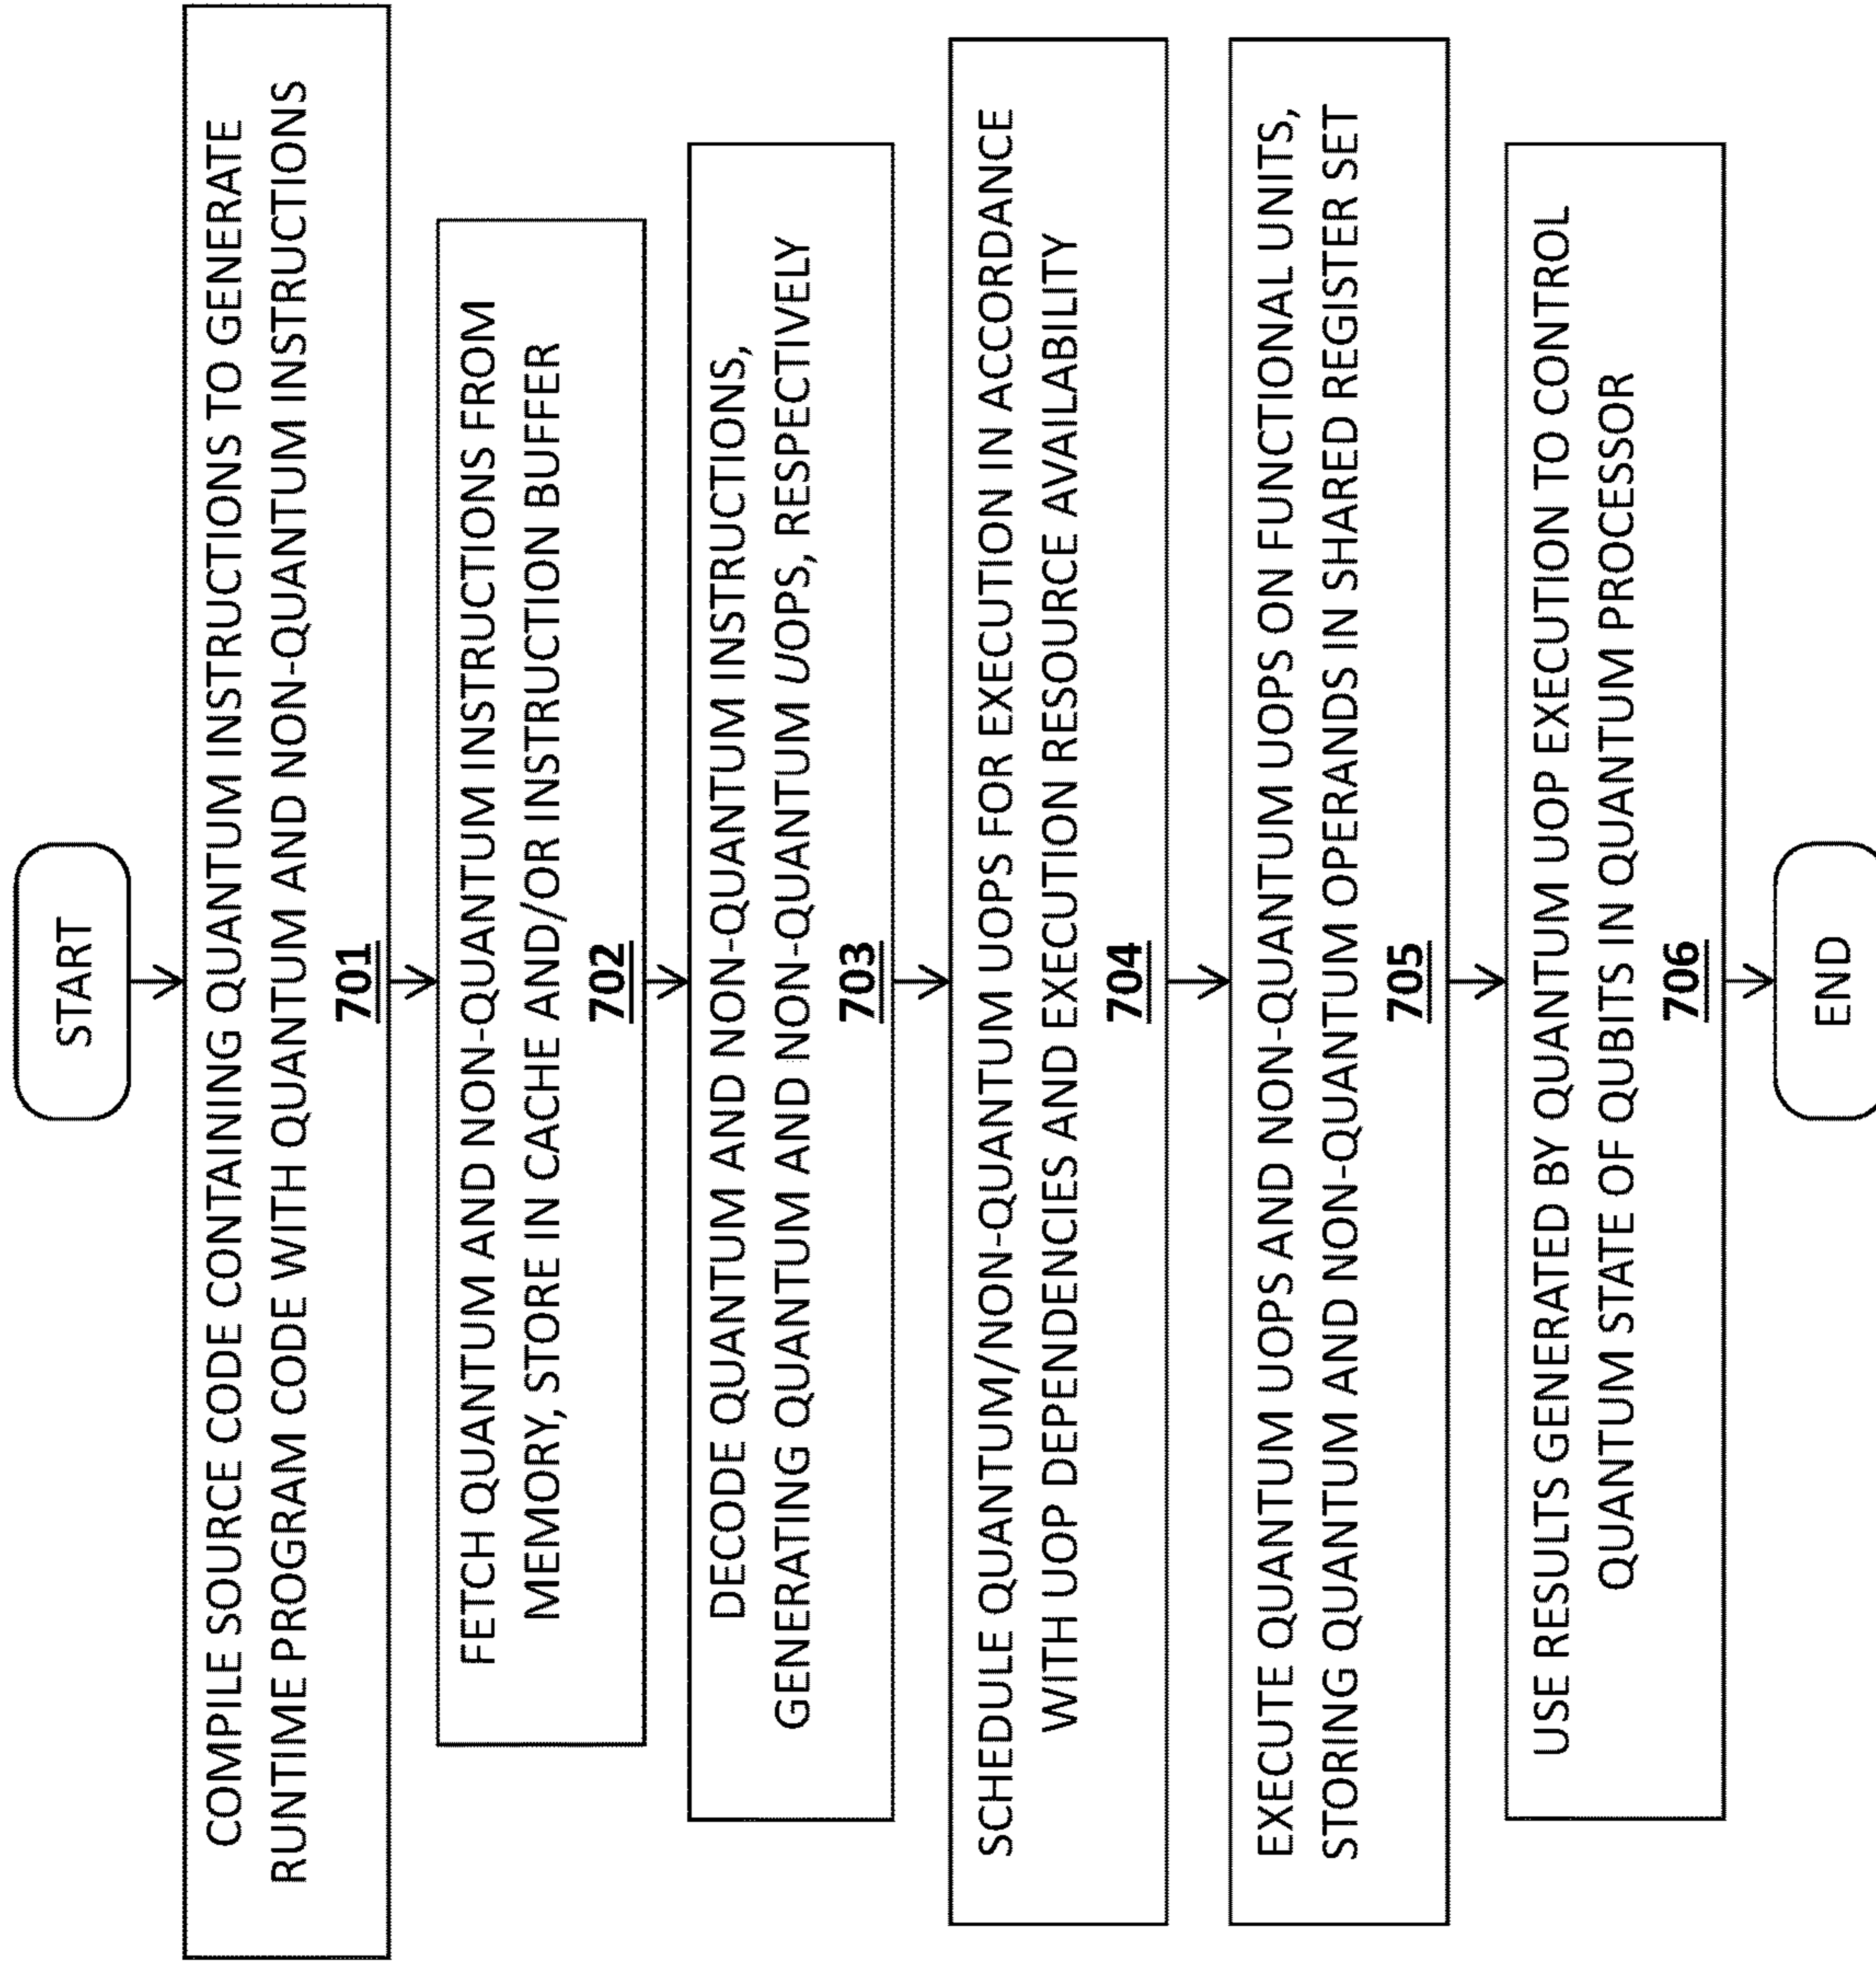 START
COMPILE SOURCE CODE CONTAINING QUANTUM INSTRUCTIONS TO GENERATE
RUNTIME PROGRAM CODE WITH QUANTUM AND NON-QUANTUM INSTRUCTIONS
701
FETCH QUANTUM AND NON-QUANTUM INSTRUCTIONS FROM
MEMORY, STORE IN CACHE AND/OR INSTRUCTION BUFFER
702
DECODE QUANTUM AND NON-QUANTUM INSTRUCTIONS,
GENERATING QUANTUM AND NON-QUANTUM UOPS, RESPECTIVELY
703
SCHEDULE QUANTUM/NON-QUANTUM UOPS FOR EXECUTION IN ACCORDANCE
WITH UOP DEPENDENCIES AND EXECUTION RESOURCE AVAILABILITY
704
EXECUTE QUANTUM UOPS AND NON-QUANTUM UOPS ON FUNCTIONAL UNITS,
STORING QUANTUM AND NON-QUANTUM OPERANDS IN SHARED REGISTER SET
705
USE RESULTS GENERATED BY QUANTUM UOP EXECUTION TO CONTROL
QUANTUM STATE OF QUBITS IN QUANTUM PROCESSOR
706
END